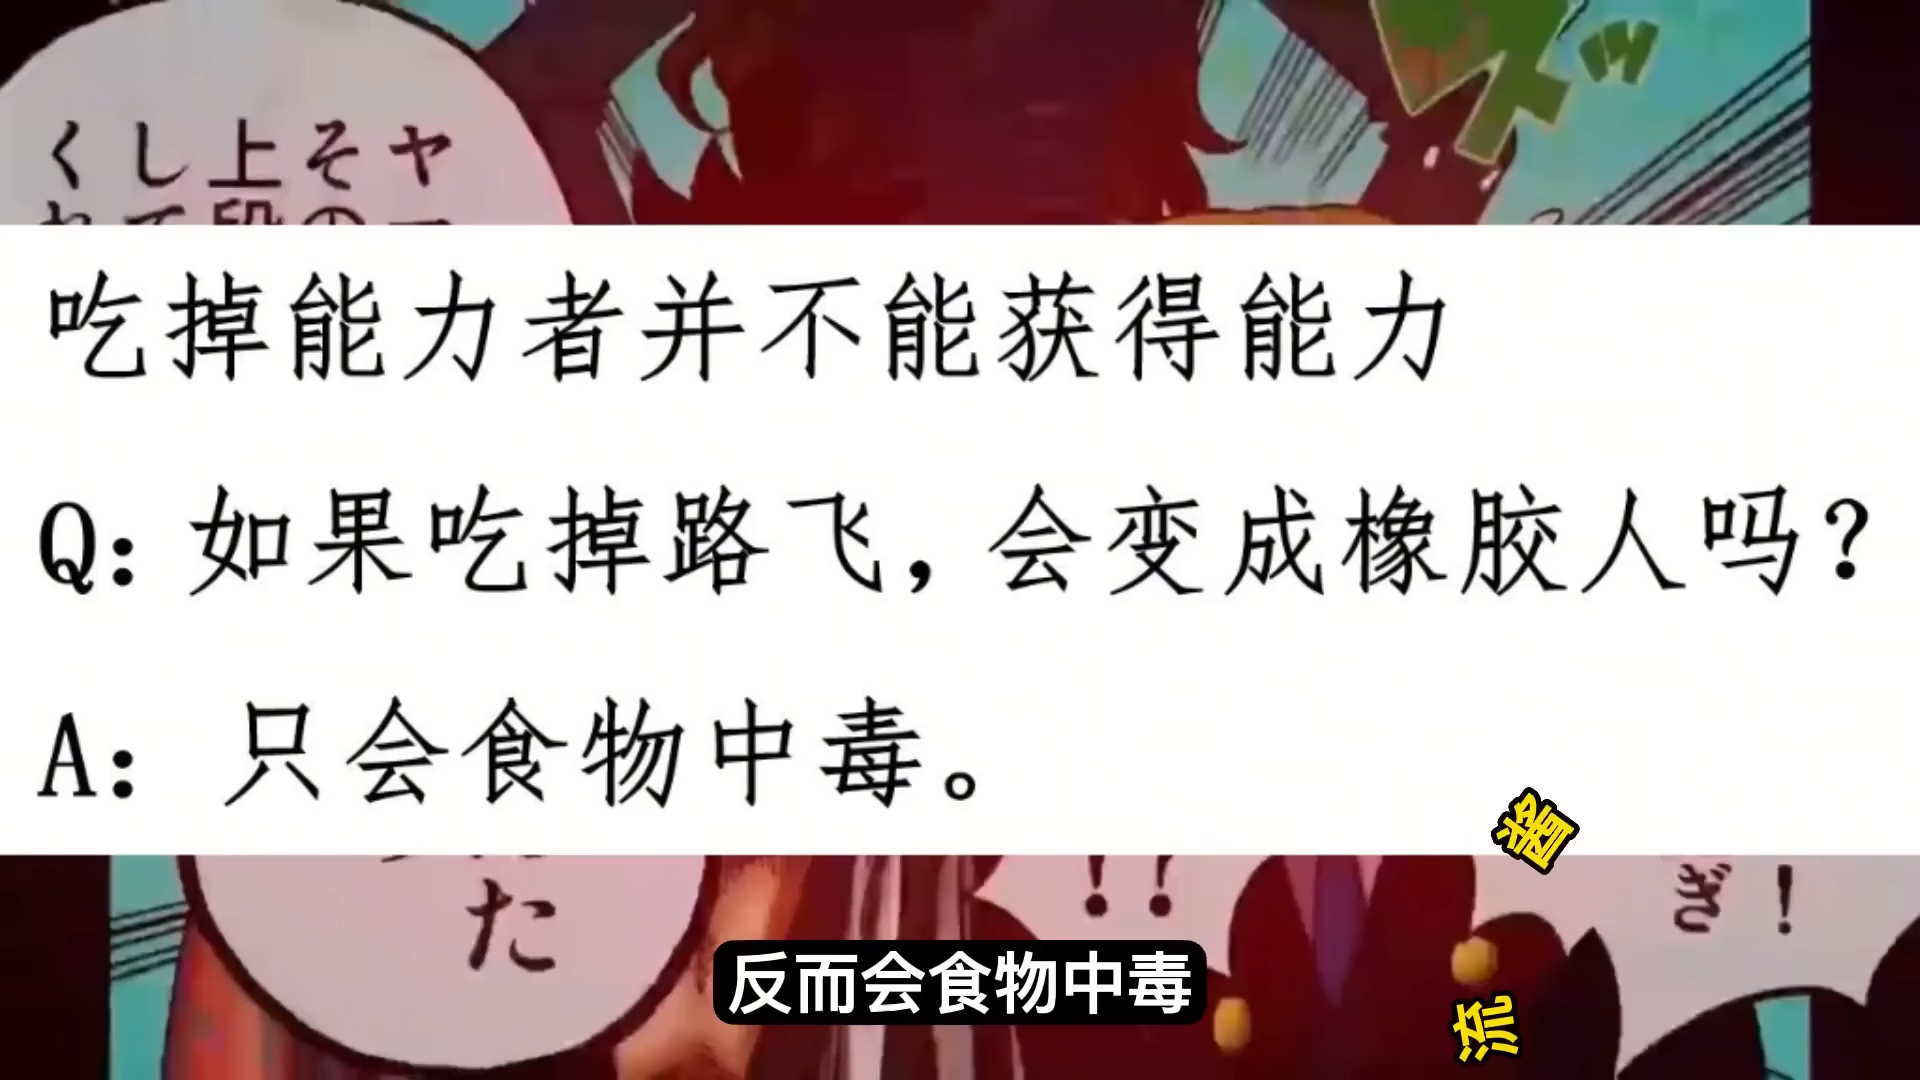 くし上そヤ
吃掉能力者并不能获得能力
Q：如果吃掉路飞，会变成橡胶人吗？
A：只会食物中毒。
酱
！！
ぎ！
た
反而会食物中毒
流